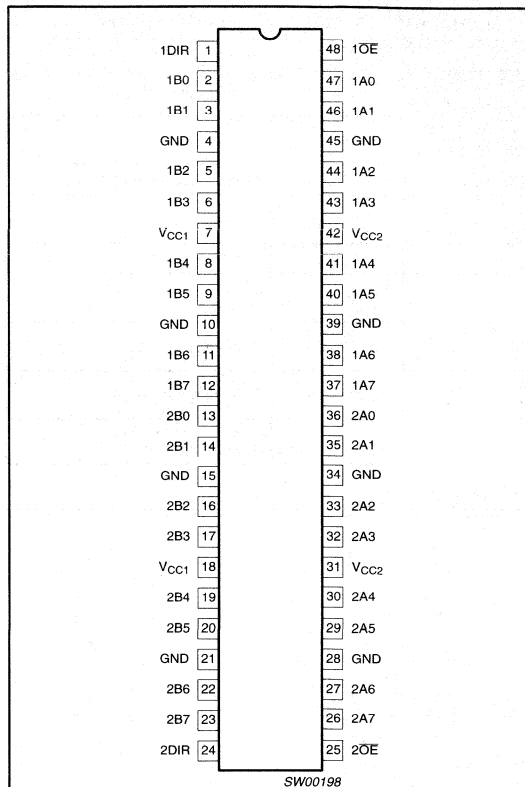 1DIR 1 48 1O̅E̅
1B0 2 47 1A0
1B1 3 46 1A1
GND 4 45 GND
1B2 5 44 1A2
1B3 6 43 1A3
VCC1 7 42 VCC2
1B4 8 41 1A4
1B5 9 40 1A5
GND 10 39 GND
1B6 11 38 1A6
1B7 12 37 1A7
2B0 13 36 2A0
2B1 14 35 2A1
GND 15 34 GND
2B2 16 33 2A2
2B3 17 32 2A3
VCC1 18 31 VCC2
2B4 19 30 2A4
2B5 20 29 2A5
GND 21 28 GND
2B6 22 27 2A6
2B7 23 26 2A7
2DIR 24 25 2O̅E̅
SW00198